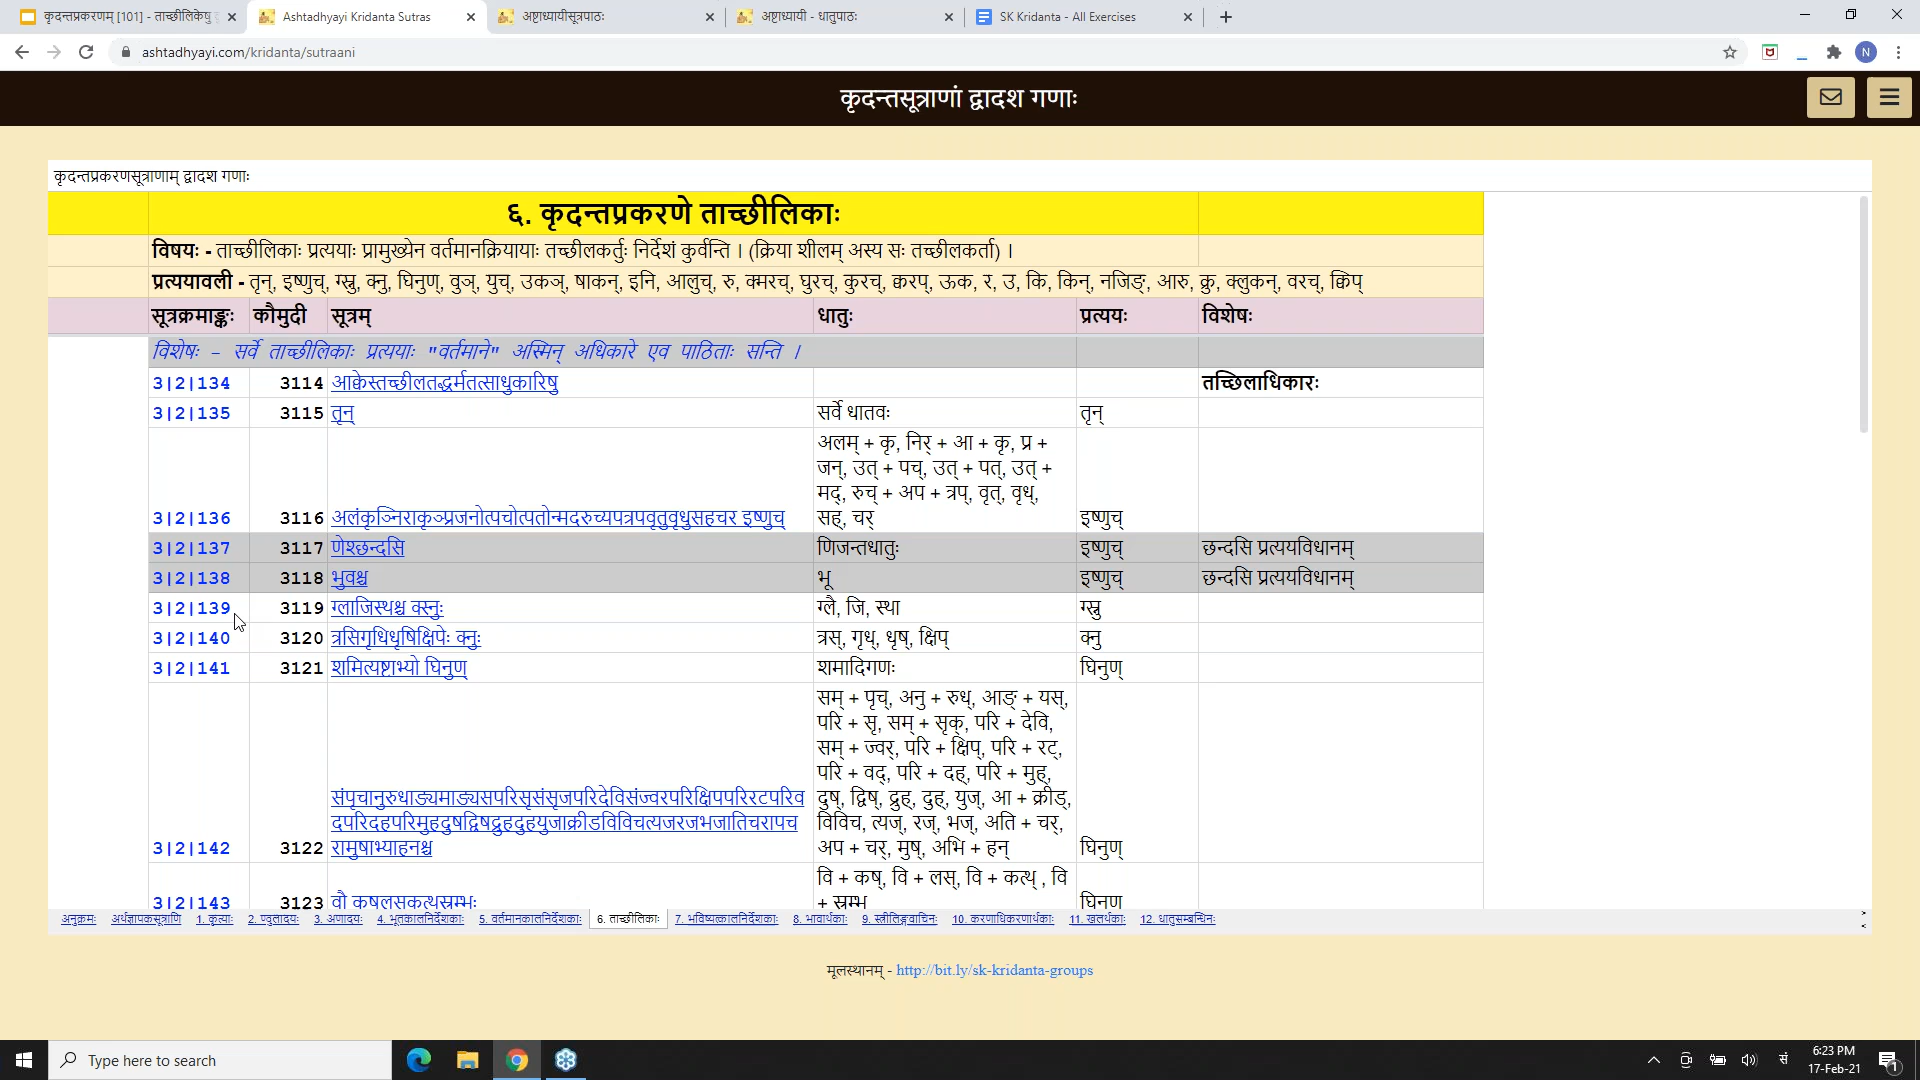 कृदन्तप्रकरणम् [101] - ताच्छीलिकेषु
Ashtadhyayi Kridanta Sutras
अष्टाध्यायीसूत्रपाठः
अष्टाध्यायी - धातुपाठः
SK Kridanta - All Exercises
ashtadhyayi.com/kridanta/sutraani
N
कृदन्तसूत्राणां द्वादश गणाः
कृदन्तप्रकरणसूत्राणाम् द्वादश गणाः
६. कृदन्तप्रकरणे ताच्छीलिकाः
विषयः - ताच्छीलिकाः प्रत्ययाः प्रामुख्येन वर्तमानक्रियायाः तच्छीलकर्तुः निर्देशं कुर्वन्ति । (क्रिया शीलम् अस्य सः तच्छीलकर्ता) ।
प्रत्ययावली - तृन्, इष्णुच्, ग्स्नु, क्नु, घिनुण्, वुञ्, युच्, उकञ्, षाकन्, इनि, आलुच्, रु, क्मरच्, घुरच्, कुरच्, क्वरप्, ऊक, र, उ, कि, किन्, नजिङ्, आरु, क्रु, क्लुकन्, वरच्, क्विप्
सूत्रक्रमाङ्कः कौमुदी सूत्रम् धातुः प्रत्ययः विशेषः
विशेषः - सर्वे ताच्छीलिकाः प्रत्ययाः "वर्तमाने" अस्मिन् अधिकारे एव पाठिताः सन्ति ।
3|2|134 3114 आक्वेस्तच्छीलतद्धर्मतत्साधुकारिषु तच्छिलाधिकारः
3|2|135 3115 तृन् सर्वे धातवः तृन्
अलम् + कृ, निर् + आ + कृ, प्र +
जन्, उत् + पच्, उत् + पत्, उत् +
मद्, रुच् + अप + त्रप्, वृत्, वृध्,
3|2|136 3116 अलंकृञ्निराकृञ्प्रजनोत्पचोत्पतोन्मदरुच्यपत्रपवृतुवृधुसहचर इष्णुच् सह्, चर् इष्णुच्
3|2|137 3117 णेश्छन्दसि णिजन्तधातुः इष्णुच् छन्दसि प्रत्ययविधानम्
3|2|138 3118 भुवश्च भू इष्णुच् छन्दसि प्रत्ययविधानम्
3|2|139 3119 ग्लाजिस्थश्च क्स्नुः ग्लै, जि, स्था ग्स्नु
3|2|140 3120 त्रसिगृधिधृषिक्षिपेः क्नुः त्रस्, गृध्, धृष्, क्षिप् क्नु
3|2|141 3121 शमित्यष्टाभ्यो घिनुण् शमादिगणः घिनुण्
सम् + पृच्, अनु + रुध्, आङ् + यस्,
परि + सृ, सम् + सृक्, परि + देवि,
सम् + ज्वर्, परि + क्षिप्, परि + रट्,
परि + वद्, परि + दह्, परि + मुह्,
संपृचानुरुधाङ्यमाङ्यसपरिसृसंसृजपरिदेविसंज्वरपरिक्षिपपरिरटपरिव दुष्, द्विष्, द्रुह्, दुह्, युज्, आ + क्रीड्,
दपरिदहपरिमुहदुषद्विषद्रुहदुहयुजाक्रीडविविचत्यजरजभजातिचरापच विविच, त्यज्, रज्, भज्, अति + चर्,
3|2|142 3122 रामुषाभ्याहनश्च अप + चर्, मुष्, अभि + हन् घिनुण्
वि + कष्, वि + लस्, वि + कत्थ् , वि
3|2|143 3123 वौ कषलसकत्थस्रम्भः + स्रम्भ घिनुण्
अनुक्रमः अर्थज्ञापकसूत्राणि 1. कृत्याः 2. ण्वुलादयः 3. अणादयः 4. भूतकालनिर्देशकाः 5. वर्तमानकालनिर्देशकाः 6. ताच्छीलिकाः 7. भविष्यत्कालनिर्देशकाः 8. भावार्थकाः 9. स्त्रीलिङ्गवाचिनः 10. करणाधिकरणार्थकाः 11. खलर्थकाः 12. धातुसम्बन्धिनः
मूलस्थानम् - http://bit.ly/sk-kridanta-groups
Type here to search
सं
6:23 PM
17-Feb-21
1